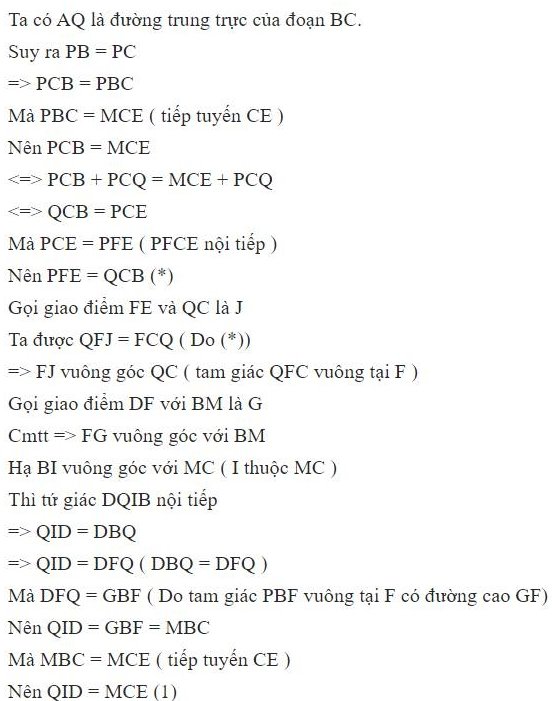 Ta có AQ là đường trung trực của đoạn BC.
Suy ra PB = PC
=> PCB = PBC
Mà PBC = MCE ( tiếp tuyến CE )
Nên PCB = MCE
<=> PCB + PCQ = MCE + PCQ
<=> QCB = PCE
Mà PCE = PFE ( PFCE nội tiếp )
Nên PFE = QCB (*)
Gọi giao điểm FE và QC là J
Ta được QFJ = FCQ ( Do (*))
=> FJ vuông góc QC ( tam giác QFC vuông tại F )
Gọi giao điểm DF với BM là G
Cmtt => FG vuông góc với BM
Hạ BI vuông góc với MC ( I thuộc MC )
Thì tứ giác DQIB nội tiếp
=> QID = DBQ
=> QID = DFQ ( DBQ = DFQ )
Mà DFQ = GBF ( Do tam giác PBF vuông tại F có đường cao GF)
Nên QID = GBF = MBC
Mà MBC = MCE ( tiếp tuyến CE )
Nên QID = MCE (1)